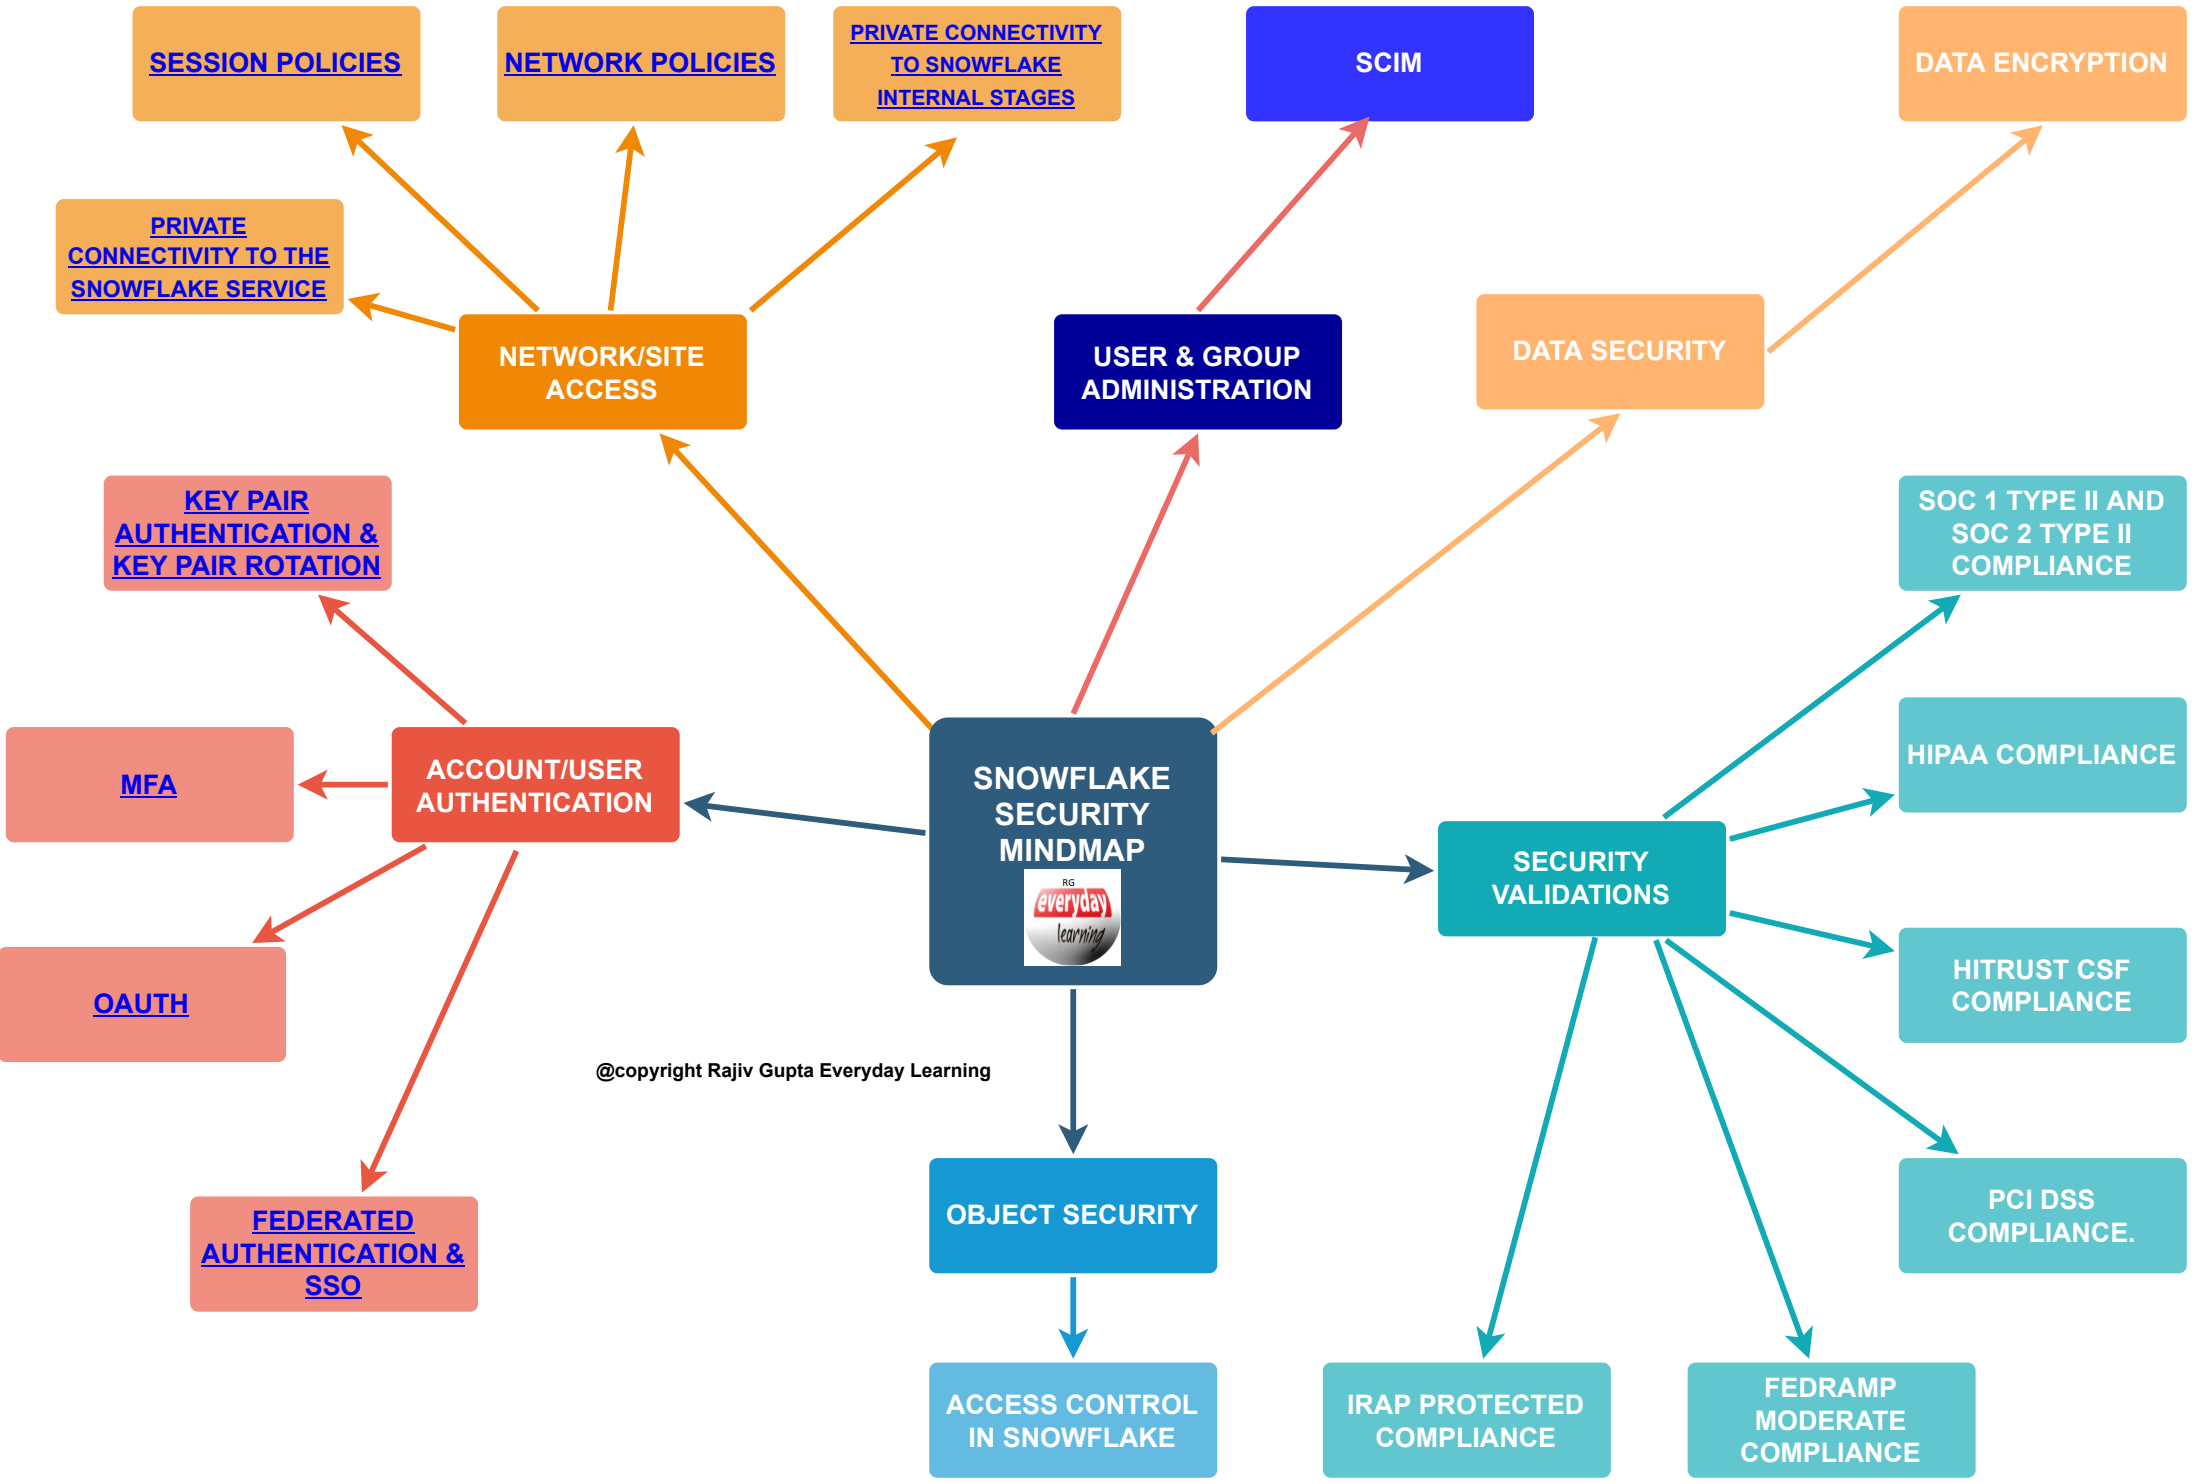 SESSION POLICIES
NETWORK POLICIES
PRIVATE CONNECTIVITY
TO SNOWFLAKE
INTERNAL STAGES
SCIM
DATA ENCRYPTION
PRIVATE
CONNECTIVITY TO THE
SNOWFLAKE SERVICE
NETWORK/SITE
ACCESS
USER & GROUP
ADMINISTRATION
DATA SECURITY
KEY PAIR
AUTHENTICATION &
KEY PAIR ROTATION
SOC 1 TYPE II AND
SOC 2 TYPE II
COMPLIANCE
MFA
ACCOUNT/USER
AUTHENTICATION
SNOWFLAKE
SECURITY
MINDMAP
RG
everyday
learning
HIPAA COMPLIANCE
SECURITY
VALIDATIONS
OAUTH
HITRUST CSF
COMPLIANCE
@copyright Rajiv Gupta Everyday Learning
FEDERATED
AUTHENTICATION &
SSO
OBJECT SECURITY
PCI DSS
COMPLIANCE.
ACCESS CONTROL
IN SNOWFLAKE
IRAP PROTECTED
COMPLIANCE
FEDRAMP
MODERATE
COMPLIANCE